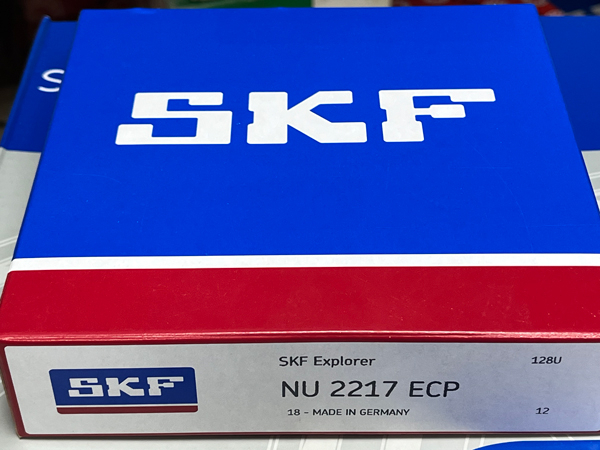 SKF
SKF Explorer 128U
SKF
NU 2217 ECP
18 - MADE IN GERMANY 12